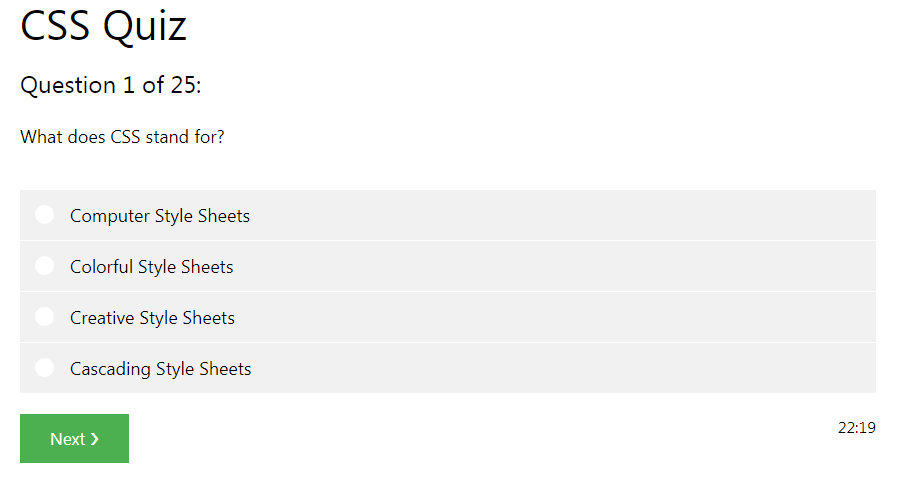 CSS Quiz
Question 1 of 25:
What does CSS stand for?
Computer Style Sheets
Colorful Style Sheets
Creative Style Sheets
Cascading Style Sheets
Next ❯
22:19